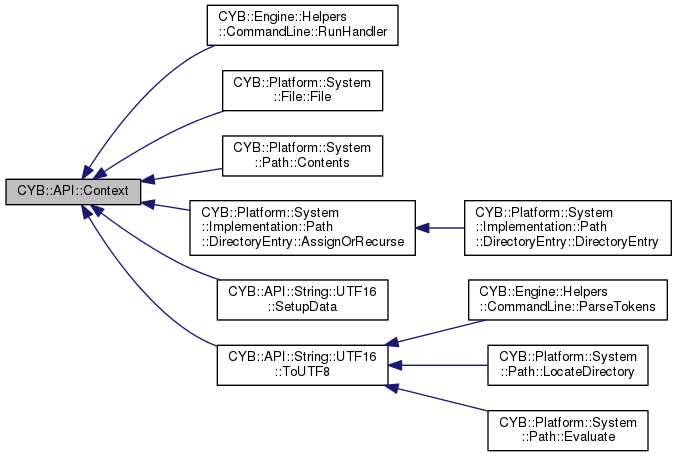 CYB::Engine::Helpers
::CommandLine::RunHandler
CYB::Platform::System
::File::File
CYB::Platform::System
::Path::Contents
CYB::API::Context
CYB::Platform::System
::Implementation::Path
::DirectoryEntry::AssignOrRecurse
CYB::Platform::System
::Implementation::Path
::DirectoryEntry::DirectoryEntry
CYB::API::String::UTF16
::SetupData
CYB::Engine::Helpers
::CommandLine::ParseTokens
CYB::API::String::UTF16
::ToUTF8
CYB::Platform::System
::Path::LocateDirectory
CYB::Platform::System
::Path::Evaluate